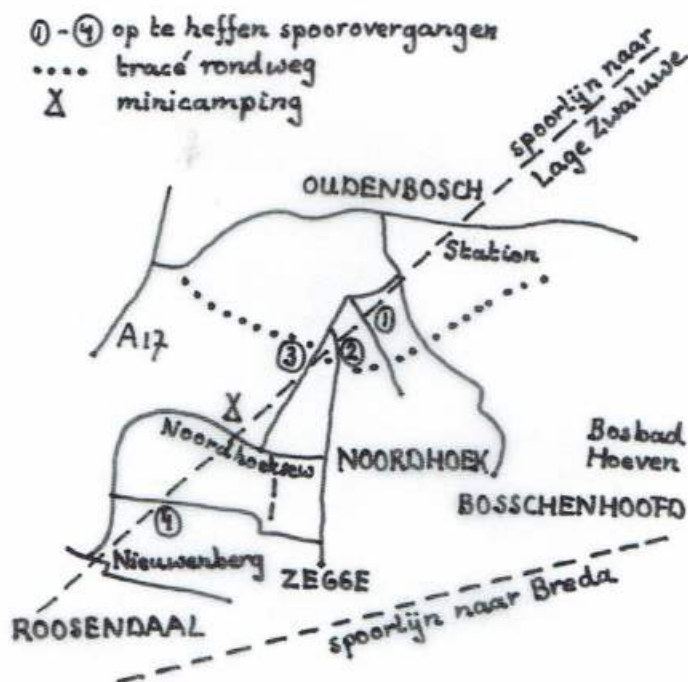 ①-④ op te heffen spoorovergangen
.... tracé rondweg
minicamping
spoorlijn naar
Lage Zwaluwe
OUDENBOSCH
Station
A17
①
③
②
Noordhoeksew
NOORDHOEK
Bosbad
Hoeven
BOSSCHENHOOFD
④
Nieuwenberg
ZEGGE
ROOSENDAAL
spoorlijn naar Breda